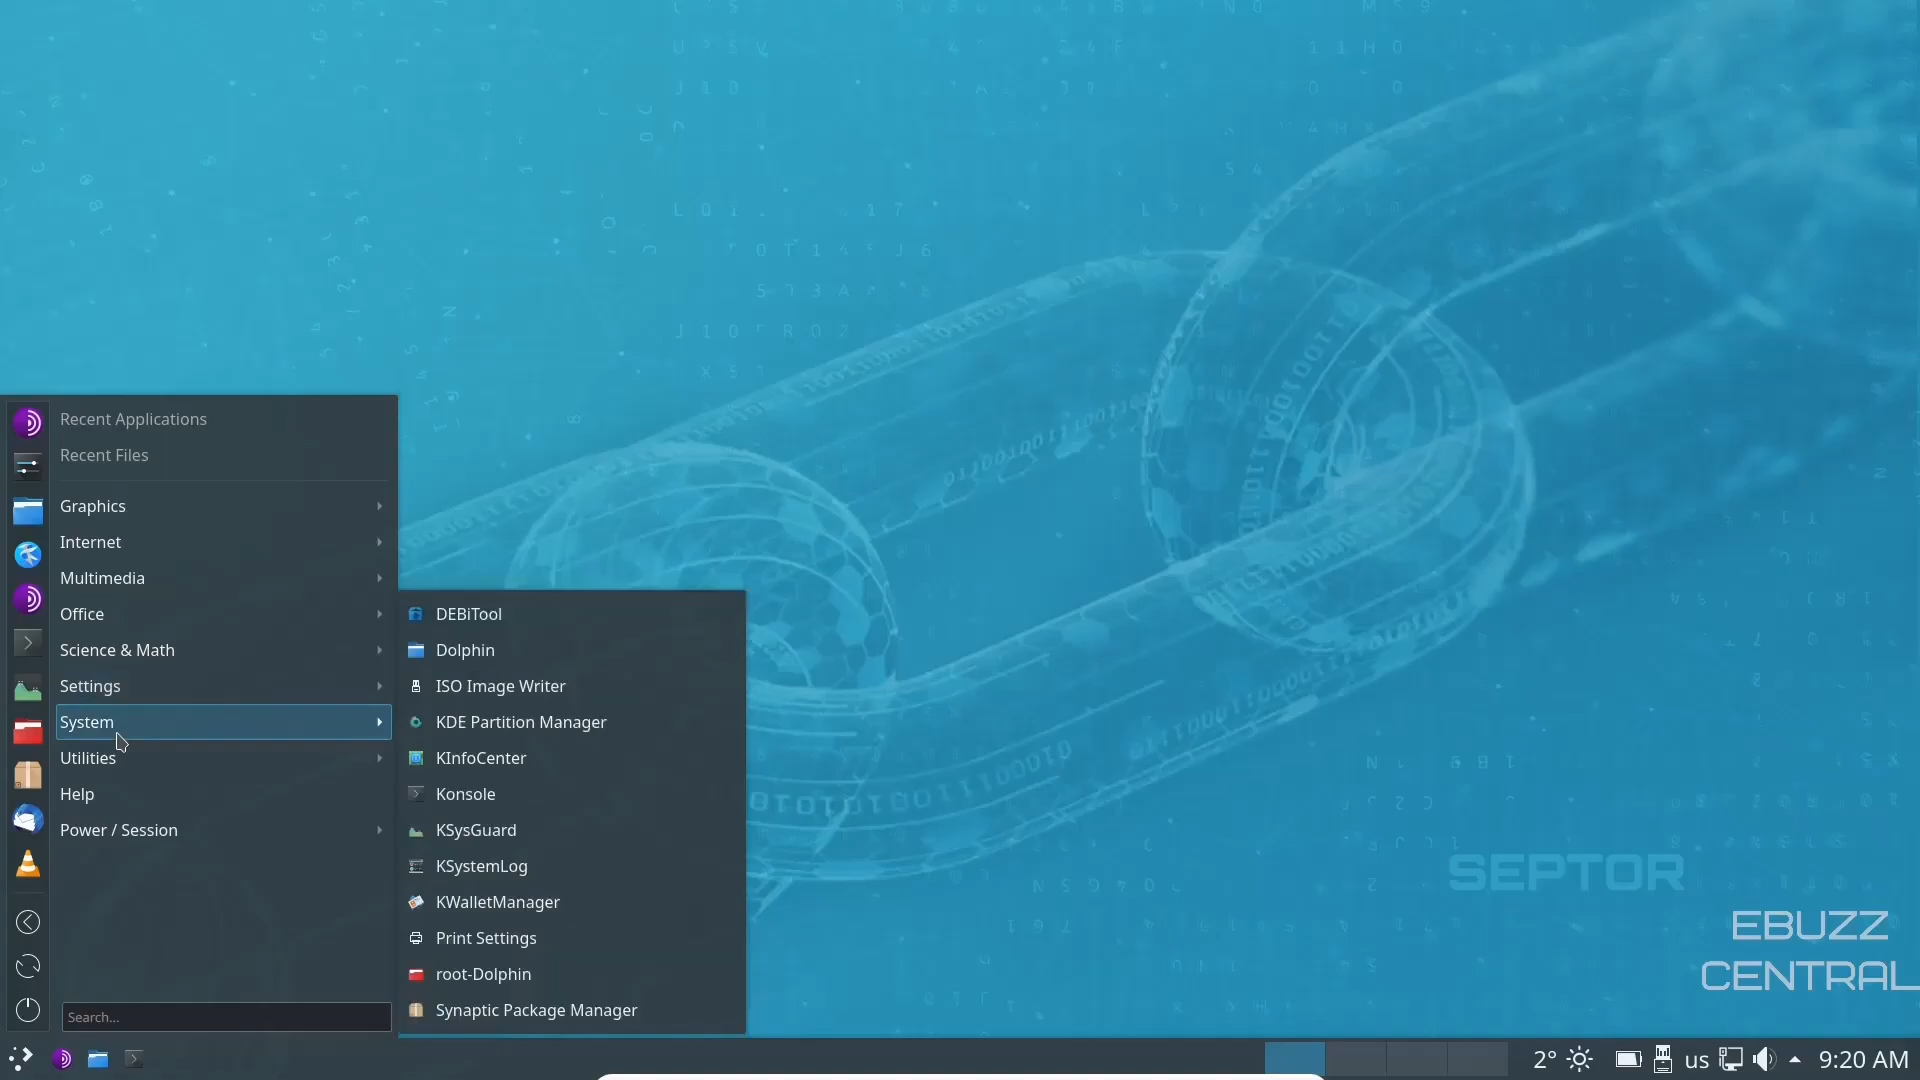 Recent Applications
Recent Files
Graphics
Internet
Multimedia
Office
Science & Math
Settings
System
Utilities
Help
Power / Session
Search...
DEBiTool
Dolphin
ISO Image Writer
KDE Partition Manager
KInfoCenter
Konsole
KSysGuard
KSystemLog
KWalletManager
Print Settings
root-Dolphin
Synaptic Package Manager
SEPTOR
EBUZZ
CENTRAL
2°
us
9:20 AM